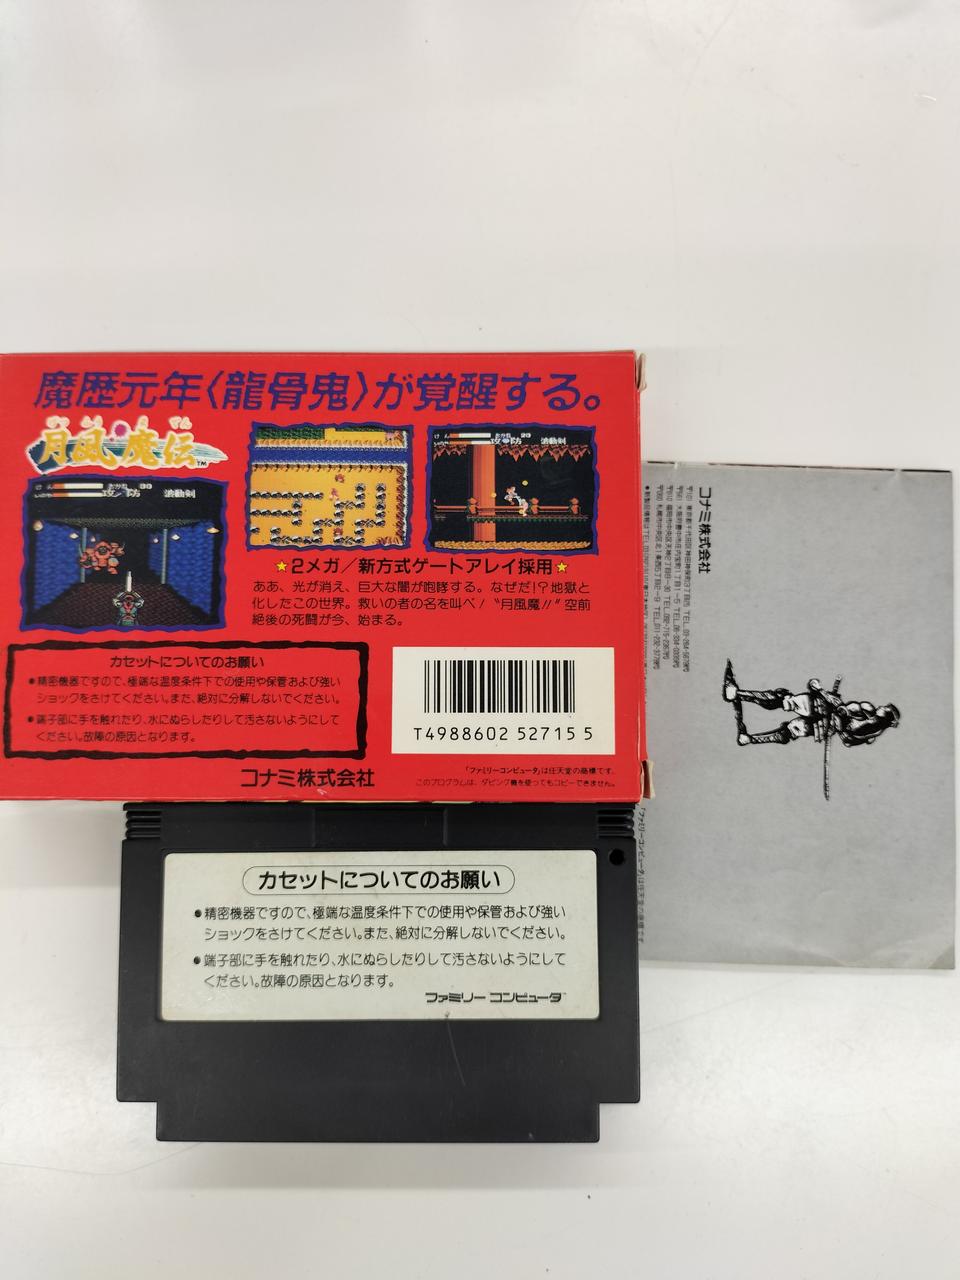 魔歴元年〈龍骨鬼〉が覚醒する。
げっ ふう ま でん
月風魔伝
TM
★2メガ/新方式ゲートアレイ採用★
ああ、光が消え、巨大な闇が咆哮する。なぜだ!?地獄と
化したこの世界。救いの者の名を叫べ!“月風魔!!”空前
絶後の死闘が今、始まる。
カセットについてのお願い
●精密機器ですので、極端な温度条件下での使用や保管および強い
ショックをさけてください。また、絶対に分解しないでください。
●端子部に手を触れたり、水にぬらしたりして汚さないようにして
ください。故障の原因となります。
T4988602 52715 5
コナミ株式会社
「ファミリーコンピュータ」は任天堂の商標です。
このプログラムは、ダビング機を使ってもコピーできません。
コナミ株式会社
カセットについてのお願い
●精密機器ですので、極端な温度条件下での使用や保管および強い
ショックをさけてください。また、絶対に分解しないでください。
●端子部に手を触れたり、水にぬらしたりして汚さないようにして
ください。故障の原因となります。
ファミリーコンピュータ